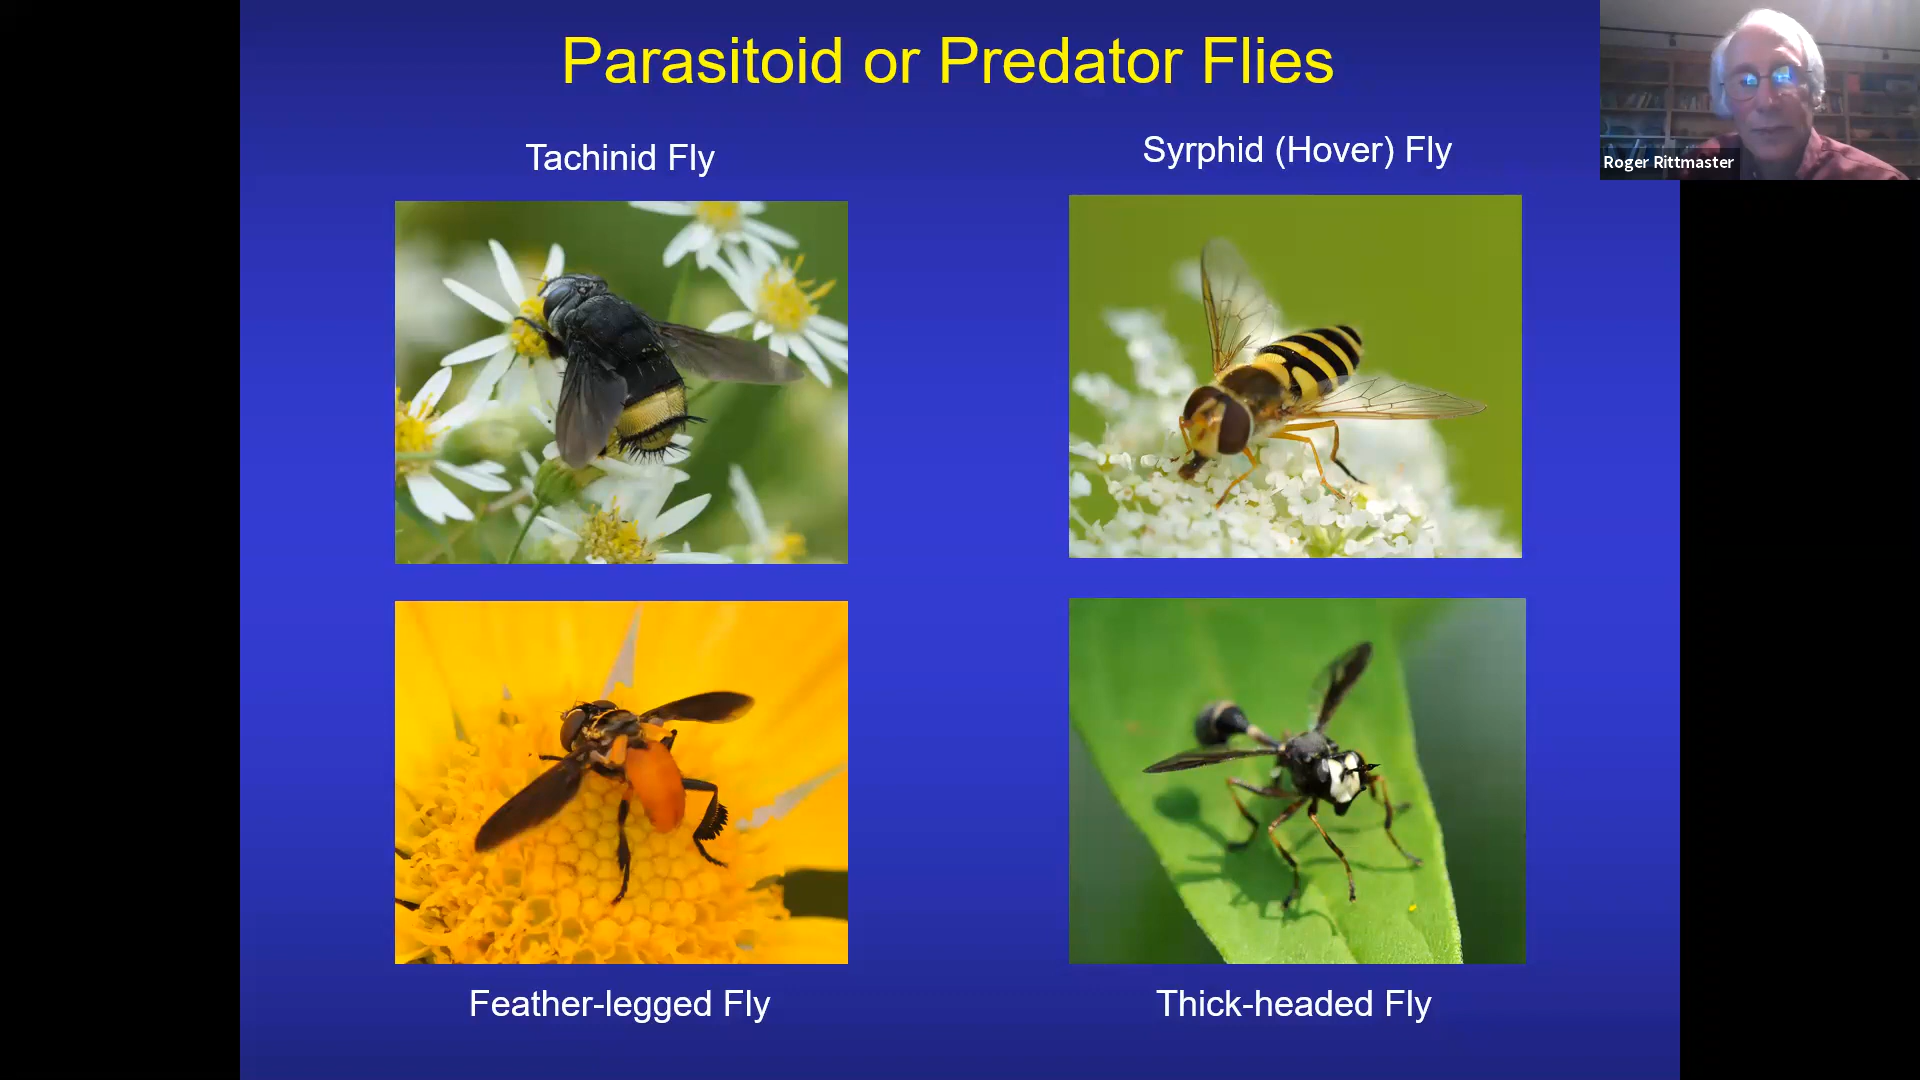 Parasitoid or Predator Flies
Tachinid Fly
Syrphid (Hover) Fly
Roger Rittmaster
Feather-legged Fly
Thick-headed Fly